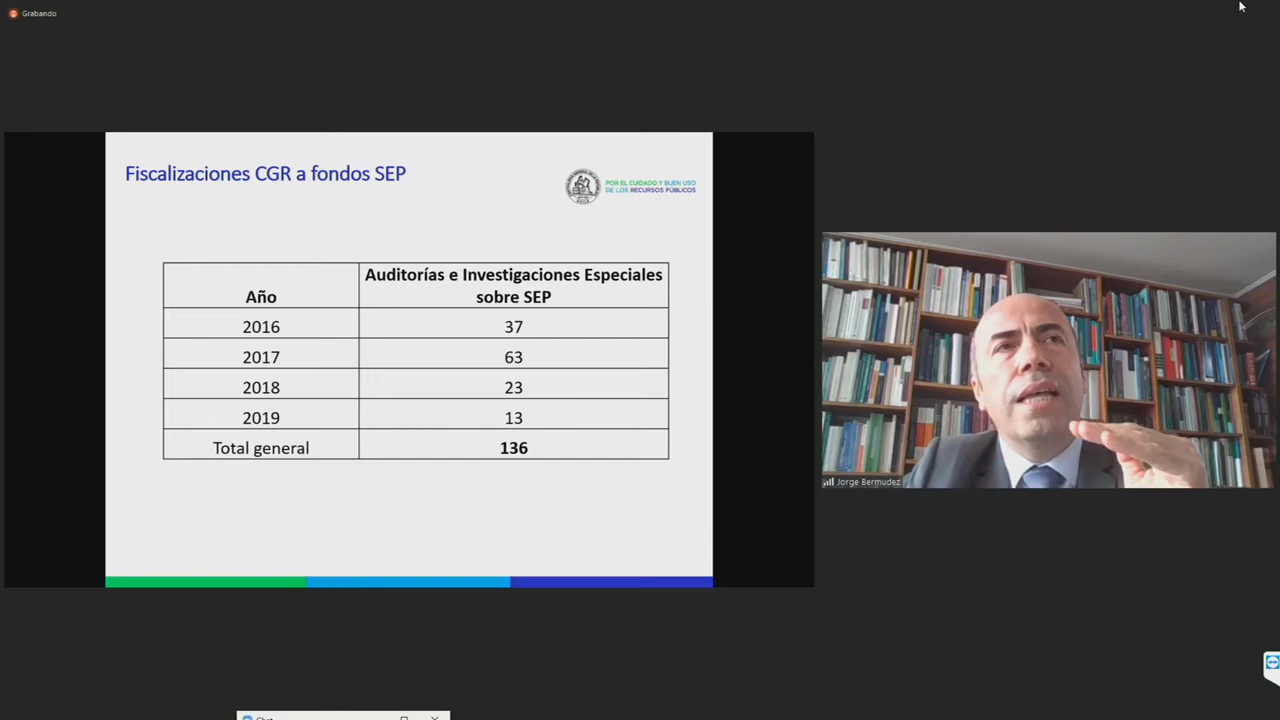 Grabando
Fiscalizaciones CGR a fondos SEP
POR EL CUIDADO Y BUEN USO
DE LOS RECURSOS PÚBLICOS
Año
Auditorías e Investigaciones Especiales
sobre SEP
2016 37
2017 63
2018 23
2019 13
Total general 136
Jorge Bermudez